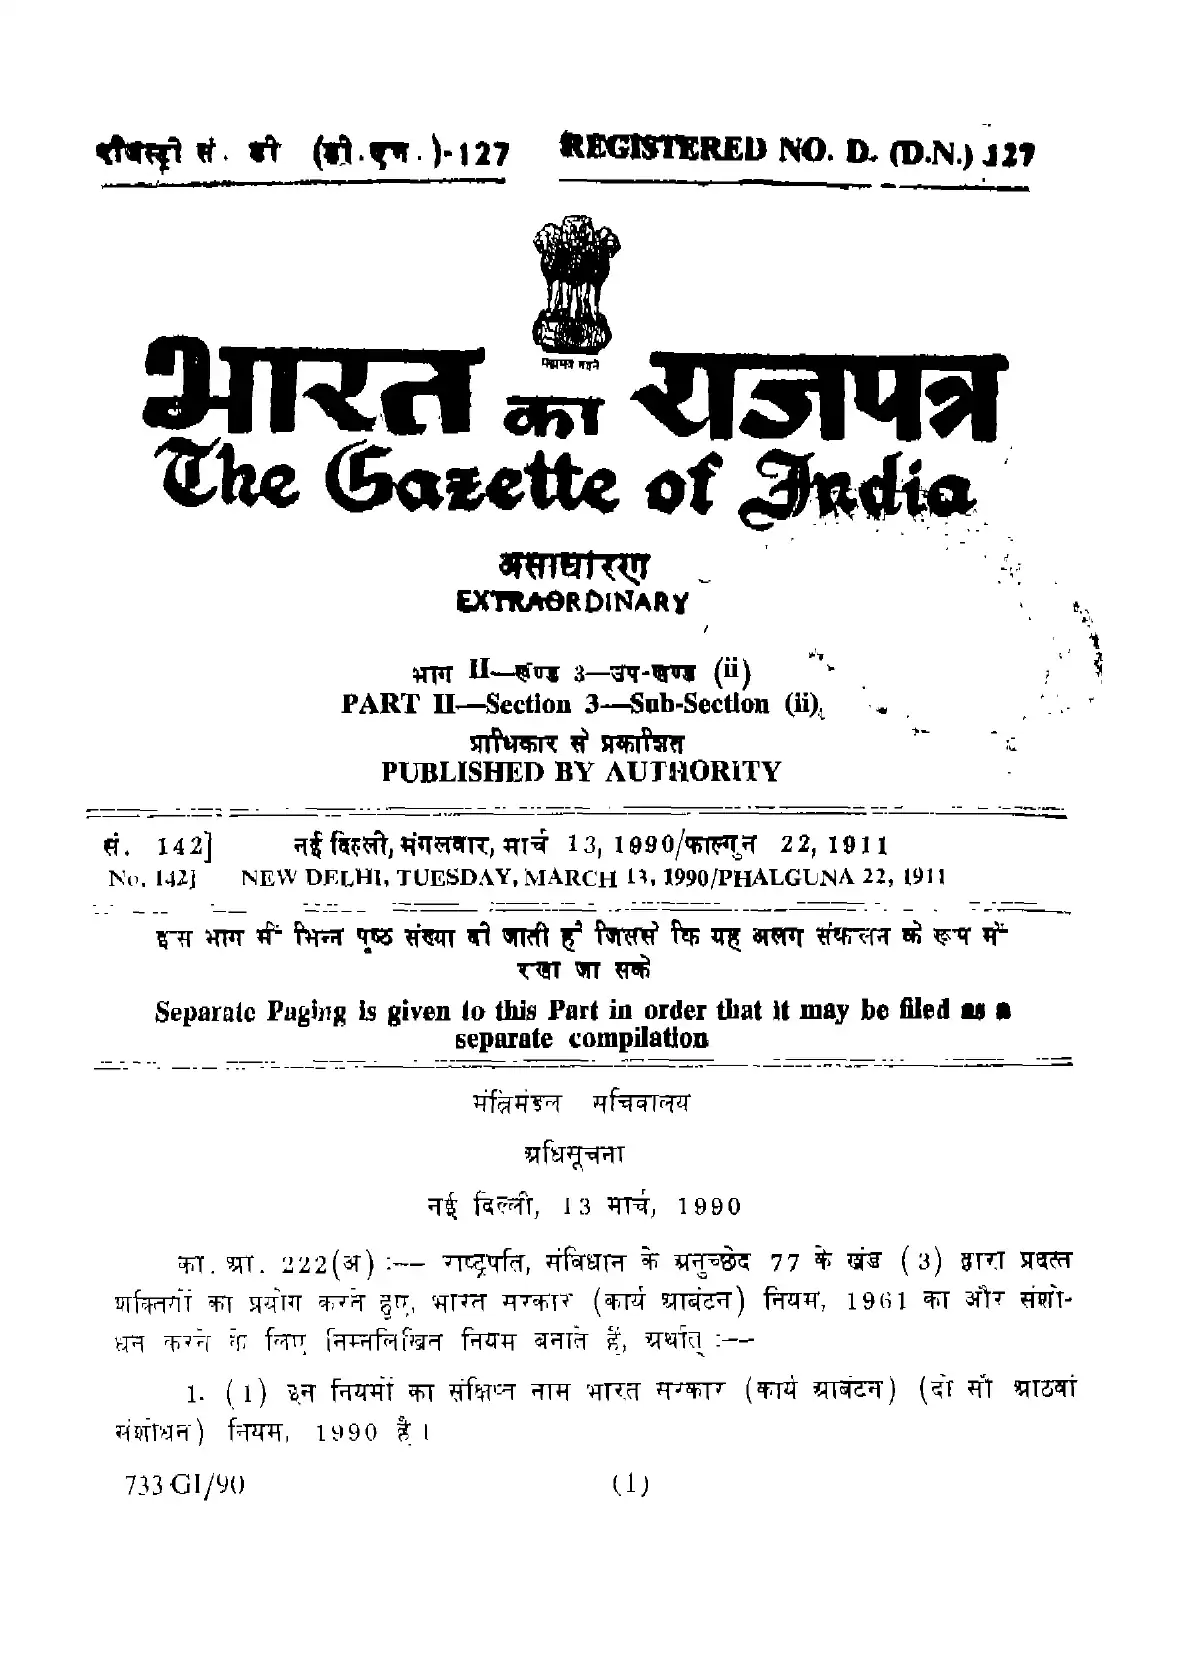 रजिस्ट्री सं. डी (डी.एन.)-127
REGISTERED NO. D. (D.N.) 127
भारत का राजपत्र
The Gazette of India
असाधारण
EXTRAORDINARY
भाग II—खण्ड 3—उप-खण्ड (ii)
PART II—Section 3—Sub-Section (ii)
प्राधिकार से प्रकाशित
PUBLISHED BY AUTHORITY
सं. 142] नई दिल्ली, मंगलवार, मार्च 13, 1990/फाल्गुन 22, 1911
No. 142] NEW DELHI, TUESDAY, MARCH 13, 1990/PHALGUNA 22, 1911
इस भाग में भिन्न पृष्ठ संख्या दी जाती है जिससे कि यह अलग संकलन के रूप में
रखा जा सके
Separate Paging is given to this Part in order that it may be filed as a
separate compilation
मंत्रिमंडल सचिवालय
अधिसूचना
नई दिल्ली, 13 मार्च, 1990
का. आ. 222(अ) :-- राष्ट्रपति, संविधान के अनुच्छेद 77 के खंड (3) द्वारा प्रदत्त
शक्तियों का प्रयोग करते हुए, भारत सरकार (कार्य आबंटन) नियम, 1961 का और संशो-
धन करने के लिए निम्नलिखित नियम बनाते हैं, अर्थात् :--
1. (1) इन नियमों का संक्षिप्त नाम भारत सरकार (कार्य आबंटन) (दो सौ आठवां
संशोधन) नियम, 1990 है।
733 GI/90 (1)